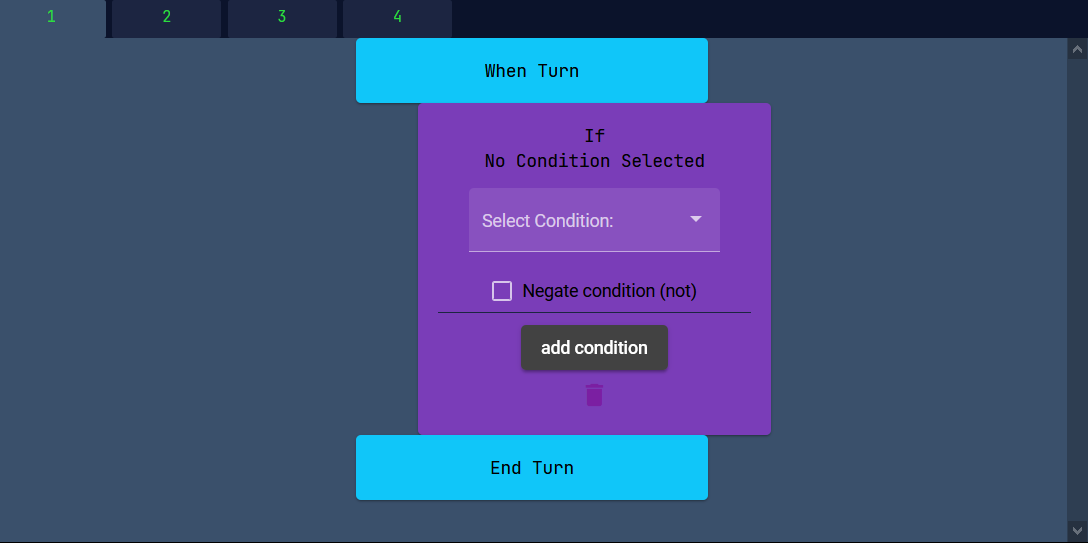 1 2 3 4
When Turn
If
No Condition Selected
Select Condition:
Negate condition (not)
add condition
End Turn